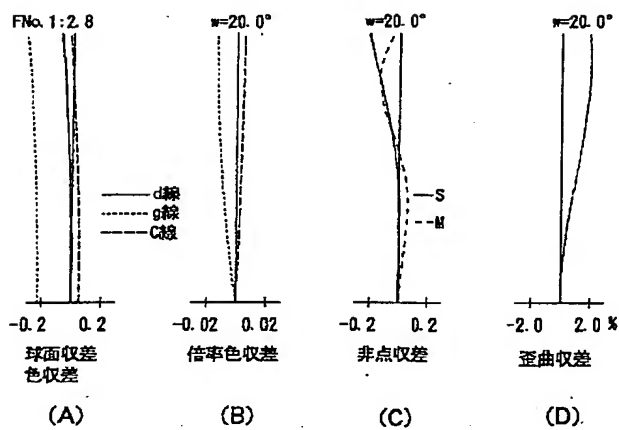 FNo. 1:2.8
w=20.0°
w=20.0°
w=20.0°
d線
g線
C線
S
M
-0.2 0.2
-0.02 0.02
-0.2 0.2
-2.0 2.0 %
球面収差
色収差
倍率色収差
非点収差
歪曲収差
(A)
(B)
(C)
(D)